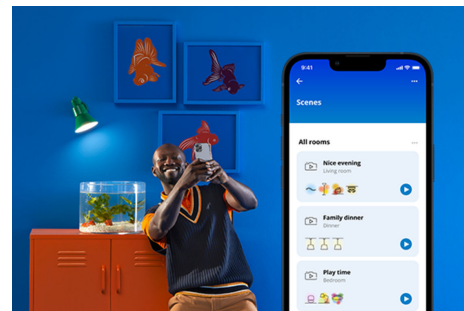 9:41
Scenes
All rooms
Nice evening
Living room
Family dinner
Dinner
Play time
Bedroom